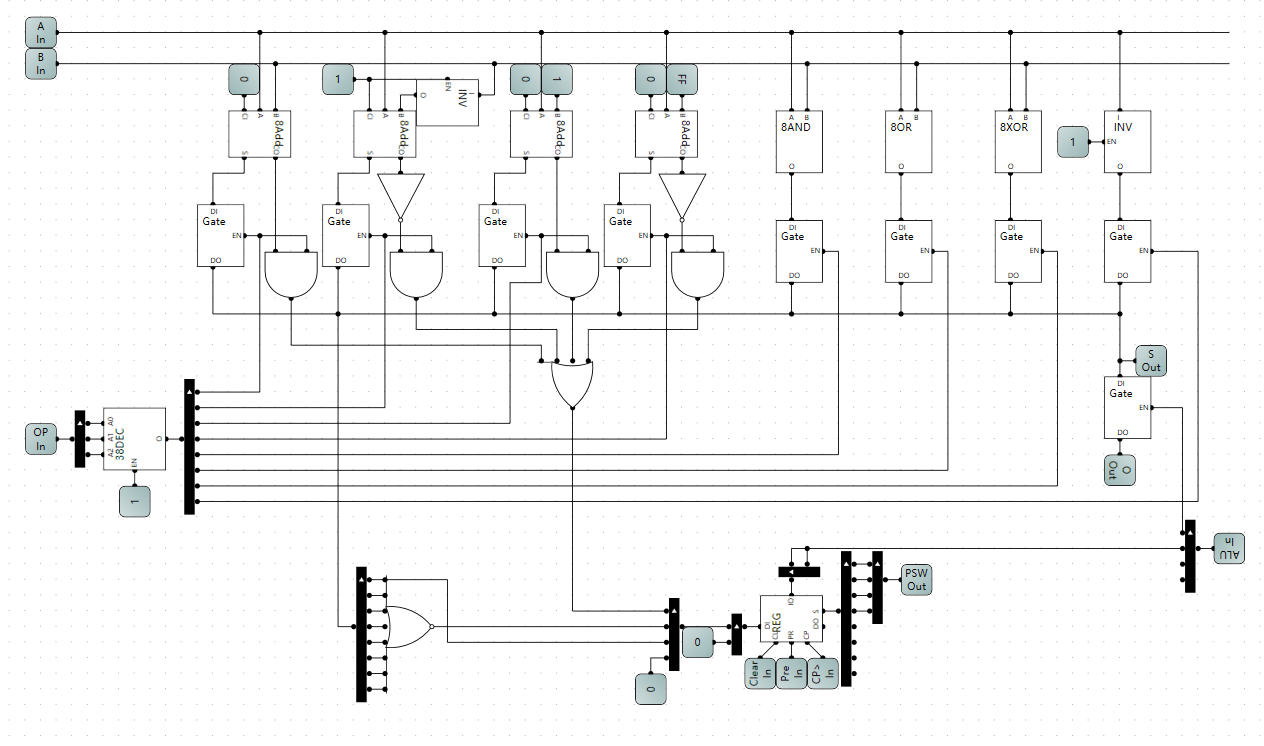 A
In
B
In
0
1
EN
O
I
INV
0
1
0
FF
CI
A
B
8Add
S
CO
CI
A
B
8Add
S
CO
CI
A
B
8Add
S
CO
CI
A
B
8Add
S
CO
A
B
8AND
O
A
B
8OR
O
A
B
8XOR
O
1
I
INV
EN
O
DI
Gate
EN
DO
DI
Gate
EN
DO
DI
Gate
EN
DO
DI
Gate
EN
DO
DI
Gate
EN
DO
DI
Gate
EN
DO
DI
Gate
EN
DO
DI
Gate
EN
DO
S
Out
DI
Gate
EN
DO
O
Out
OP
In
A0
A1
A2
38DEC
O
EN
1
ALU
In
PSW
Out
IO
DI
REG
S
DO
CL
PR
CP
0
0
Clear
In
Pre
In
CP>
In